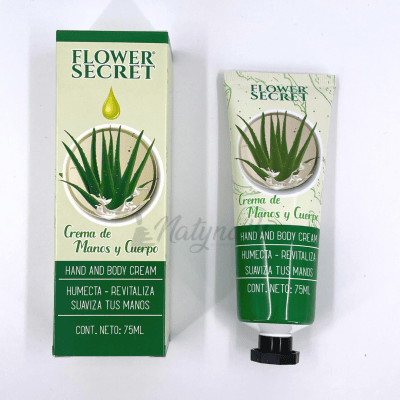 FLOWER
SECRET
Crema de
Manos y Cuerpo
HAND AND BODY CREAM
HUMECTA - REVITALIZA
SUAVIZA TUS MANOS
CONT. NETO: 75ML
FLOWER
SECRET
Crema de
Manos y Cuerpo
HAND AND BODY CREAM
HUMECTA - REVITALIZA
SUAVIZA TUS MANOS
CONT. NETO: 75ML